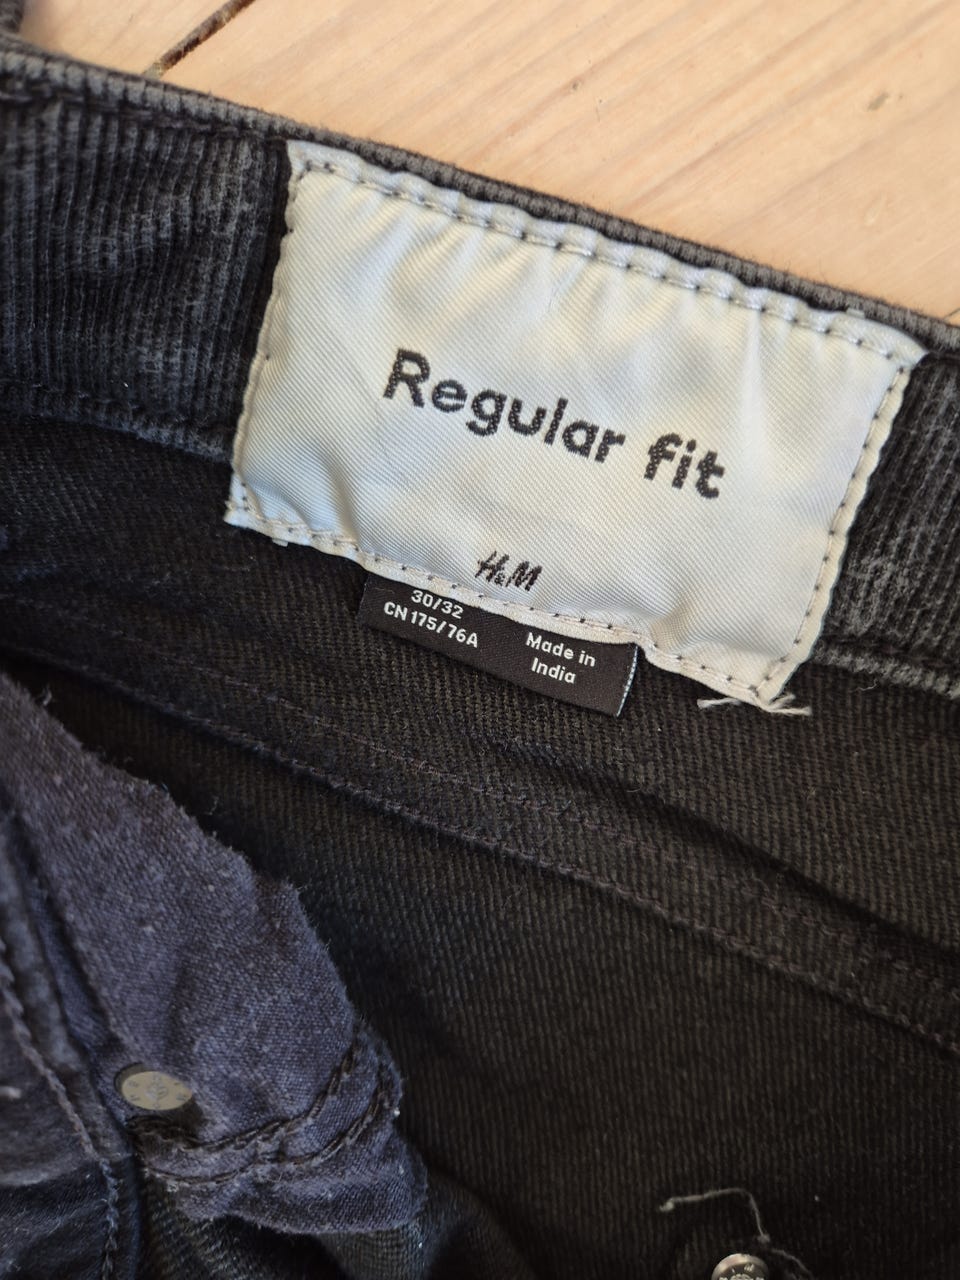 Regular fit
H&M
30/32
CN 175/76A
Made in
India